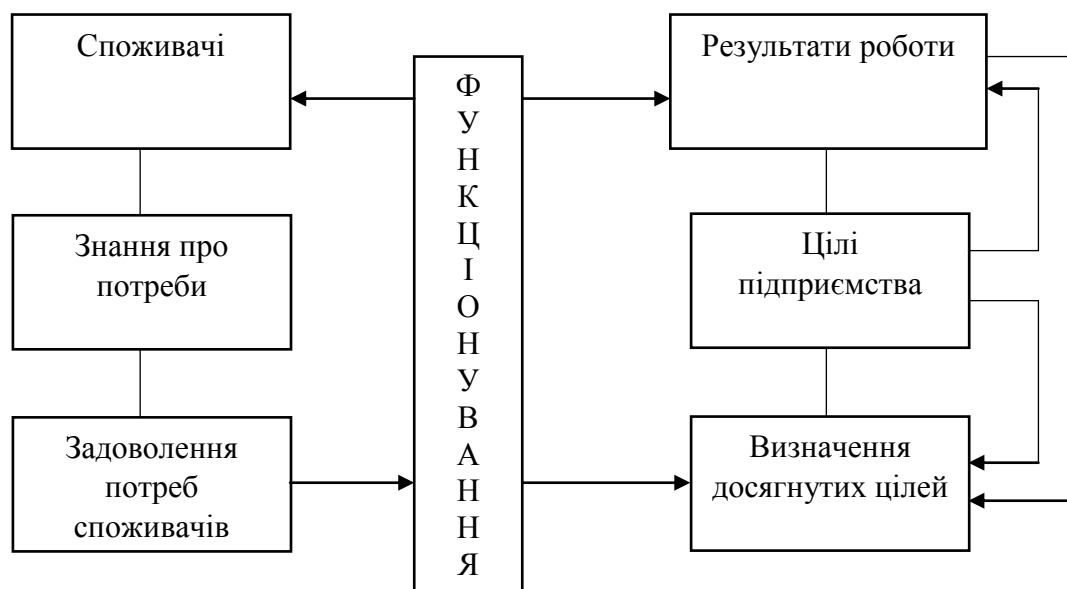 Споживачі
Знання про
потреби
Задоволення
потреб
споживачів
Ф
У
Н
К
Ц
І
О
Н
У
В
А
Н
Н
Я
Результати роботи
Цілі
підприємства
Визначення
досягнутих цілей